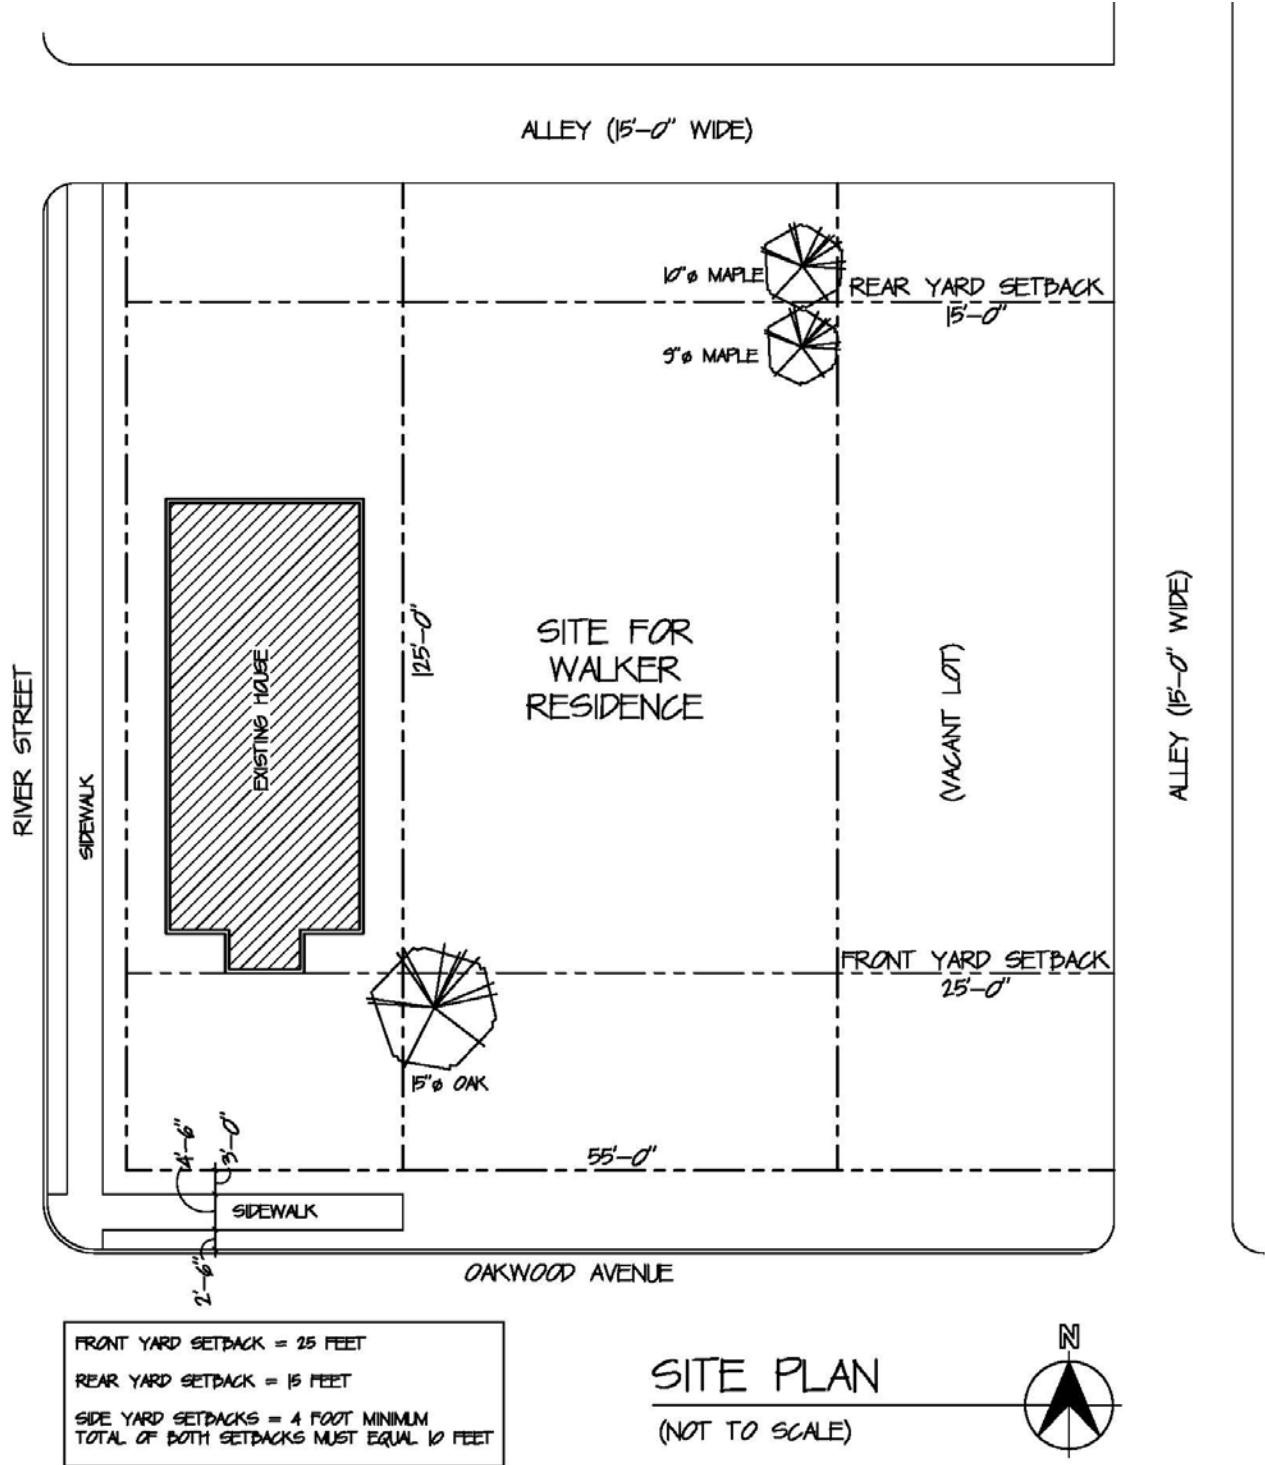 ALLEY (15'-0" WIDE)
10"ø MAPLE
REAR YARD SETBACK
15'-0"
9"ø MAPLE
125'-0"
SITE FOR
WALKER
RESIDENCE
EXISTING HOUSE
(VACANT LOT)
ALLEY (15'-0" WIDE)
RIVER STREET
SIDEWALK
FRONT YARD SETBACK
25'-0"
15"ø OAK
4'-6"
3'-0"
55'-0"
SIDEWALK
2'-6"
OAKWOOD AVENUE
FRONT YARD SETBACK = 25 FEET
REAR YARD SETBACK = 15 FEET
SIDE YARD SETBACKS = 4 FOOT MINIMUM
TOTAL OF BOTH SETBACKS MUST EQUAL 10 FEET
SITE PLAN
(NOT TO SCALE)
N